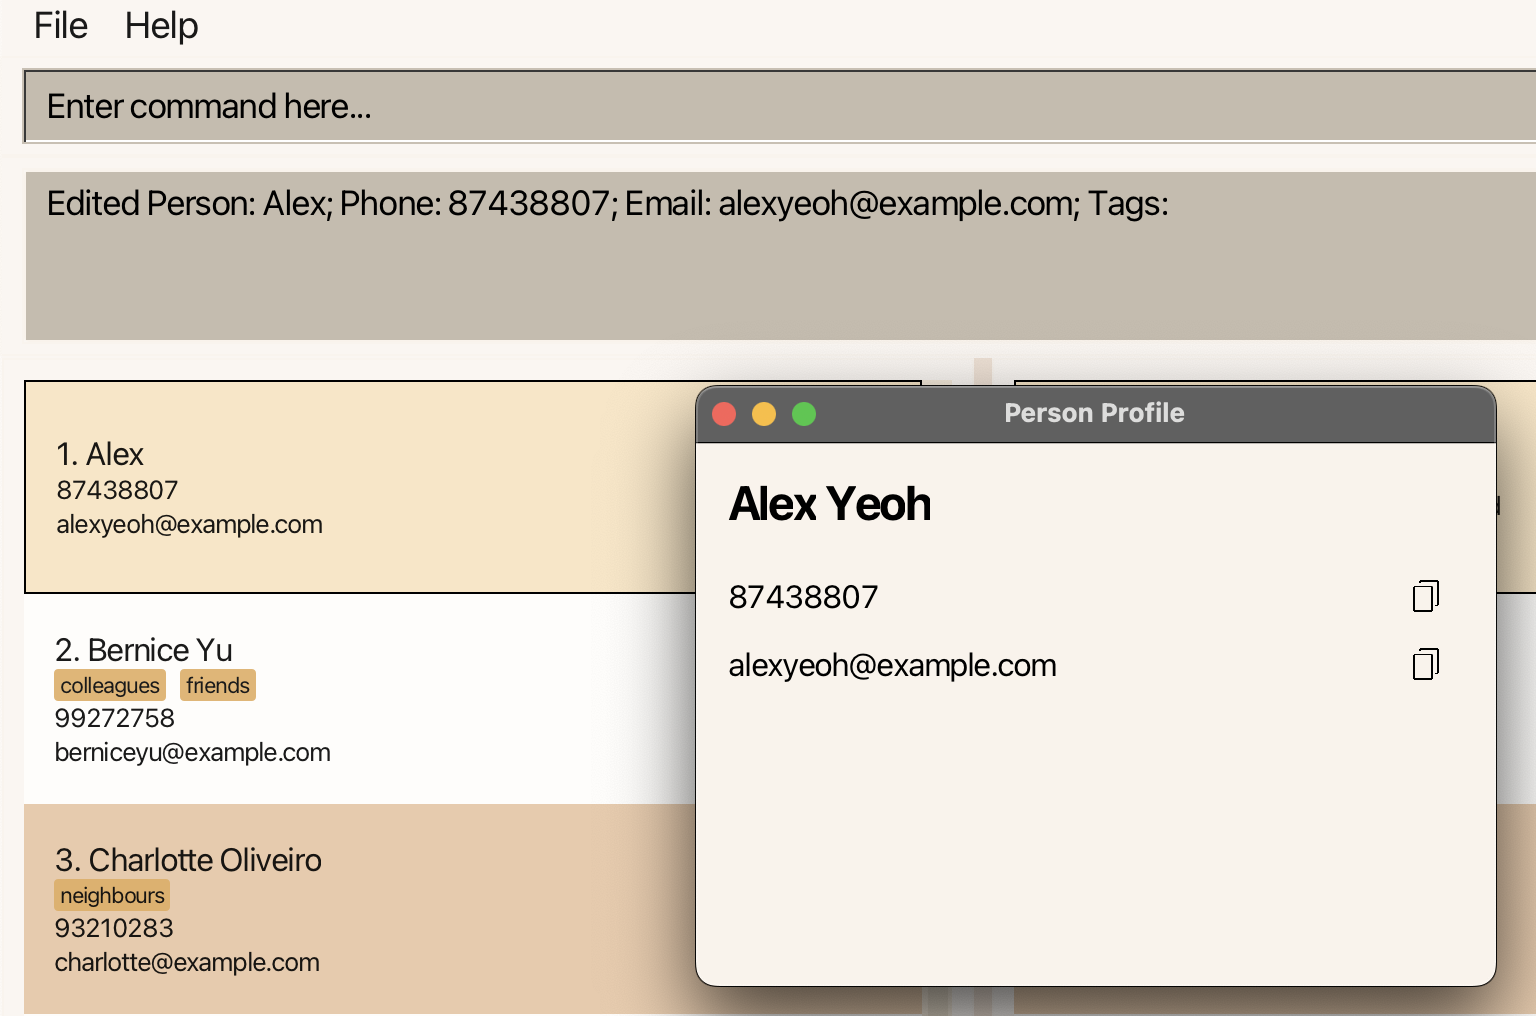 File Help
Enter command here...
Edited Person: Alex; Phone: 87438807; Email: alexyeoh@example.com; Tags:
1. Alex
87438807
alexyeoh@example.com
2. Bernice Yu
colleagues friends
99272758
berniceyu@example.com
3. Charlotte Oliveiro
neighbours
93210283
charlotte@example.com
Person Profile
Alex Yeoh
87438807
alexyeoh@example.com